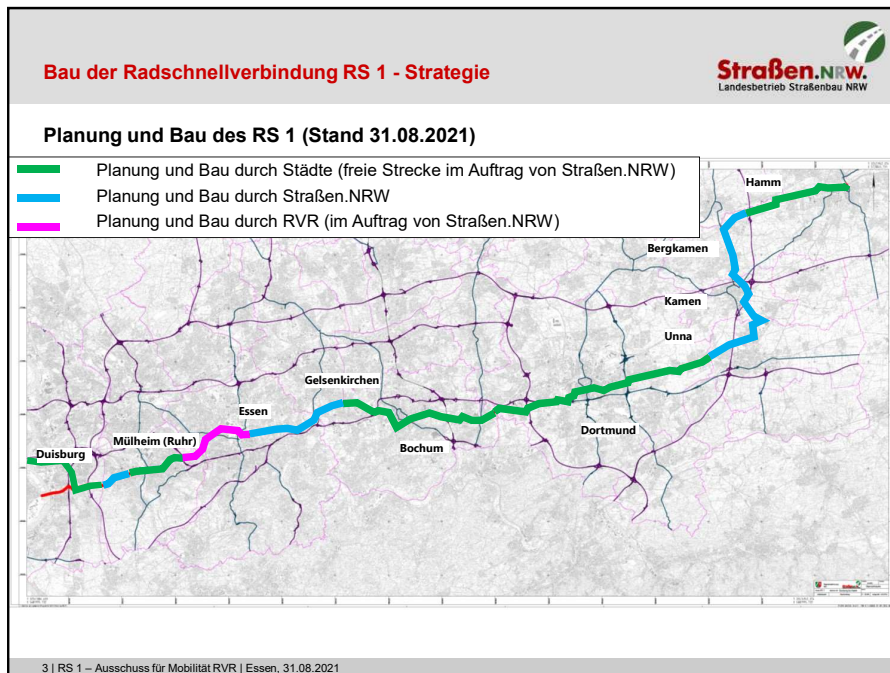 Bau der Radschnellverbindung RS 1 - Strategie
Straßen.NRW.
Landesbetrieb Straßenbau NRW
Planung und Bau des RS 1 (Stand 31.08.2021)
Planung und Bau durch Städte (freie Strecke im Auftrag von Straßen.NRW)
Planung und Bau durch Straßen.NRW
Planung und Bau durch RVR (im Auftrag von Straßen.NRW)
Hamm
Bergkamen
Kamen
Unna
Gelsenkirchen
Essen
Mülheim (Ruhr)
Dortmund
Bochum
Duisburg
3 | RS 1 – Ausschuss für Mobilität RVR | Essen, 31.08.2021